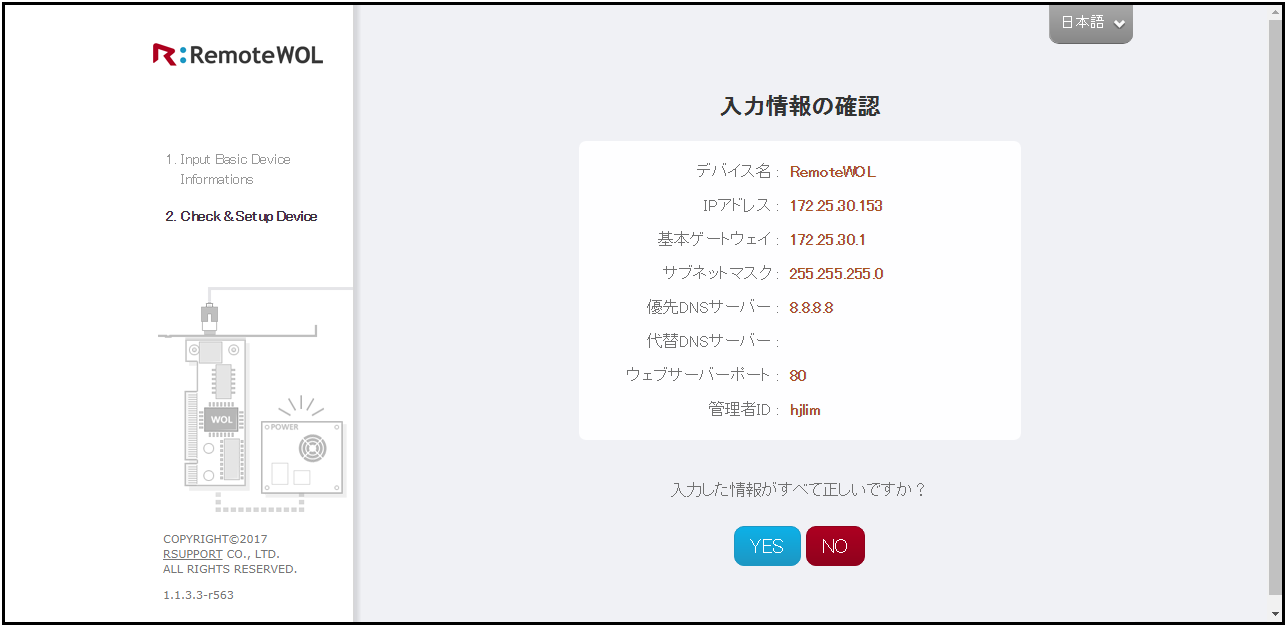 R:RemoteWOL
日本語
1. Input Basic Device
Informations
2. Check & Setup Device
WOL
POWER
COPYRIGHT©2017
RSUPPORT CO., LTD.
ALL RIGHTS RESERVED.
1.1.3.3-r563
入力情報の確認
デバイス名 : RemoteWOL
IPアドレス : 172.25.30.153
基本ゲートウェイ : 172.25.30.1
サブネットマスク : 255.255.255.0
優先DNSサーバー : 8.8.8.8
代替DNSサーバー :
ウェブサーバーポート : 80
管理者ID : hjlim
入力した情報がすべて正しいですか？
YES NO